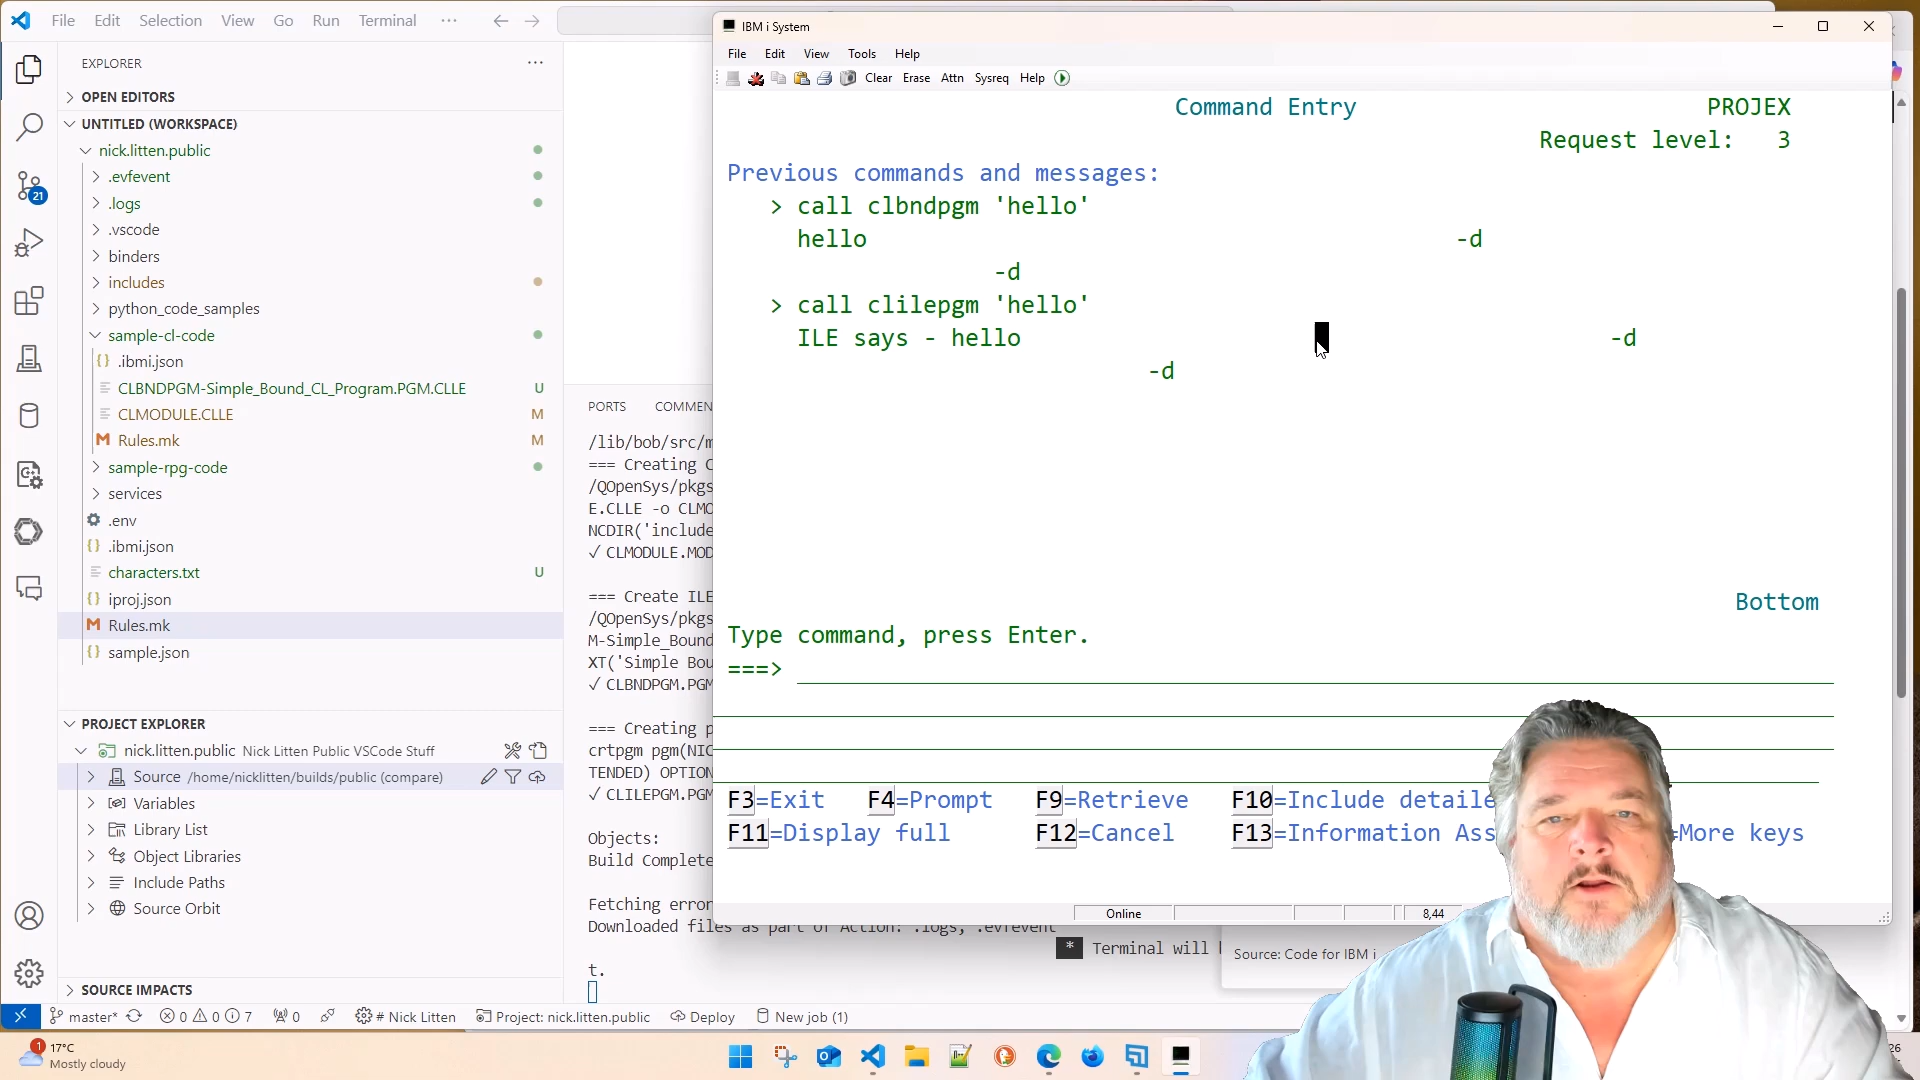 File Edit Selection View Go Run Terminal ···
EXPLORER ···
OPEN EDITORS
UNTITLED (WORKSPACE)
nick.litten.public
.evfevent
.logs
.vscode
binders
includes
python_code_samples
sample-cl-code
.ibmi.json
CLBNDPGM-Simple_Bound_CL_Program.PGM.CLLE U
CLMODULE.CLLE M
Rules.mk M
sample-rpg-code
services
.env
.ibmi.json
characters.txt U
iproj.json
Rules.mk
sample.json
21
PROJECT EXPLORER
nick.litten.public Nick Litten Public VSCode Stuff
Source /home/nicklitten/builds/public (compare)
Variables
Library List
Object Libraries
Include Paths
Source Orbit
SOURCE IMPACTS
PORTS COMMEN
/lib/bob/src/m
=== Creating C
/QOpenSys/pkgs
E.CLLE -o CLMO
NCDIR('include
✓ CLMODULE.MOD
=== Create ILE
/QOpenSys/pkgs
M-Simple_Bound
XT('Simple Bou
✓ CLBNDPGM.PGM
=== Creating p
crtpgm pgm(NIC
TENDED) OPTION
✓ CLILEPGM.PGM
Objects:
Build Complete
Fetching error
Downloaded files as part of Action: .logs, .evfevent
* Terminal will
t.
Source: Code for IBM i
IBM i System
File Edit View Tools Help
Clear Erase Attn Sysreq Help
Command Entry PROJEX
Request level: 3
Previous commands and messages:
> call clbndpgm 'hello'
hello -d
-d
> call clilepgm 'hello'
ILE says - hello -d
-d
Bottom
Type command, press Enter.
===>
F3=Exit F4=Prompt F9=Retrieve F10=Include detaile
F11=Display full F12=Cancel F13=Information Ass =More keys
Online 8,44
master* 0 0 7 0 # Nick Litten Project: nick.litten.public Deploy New job (1)
1
17°C
Mostly cloudy
26